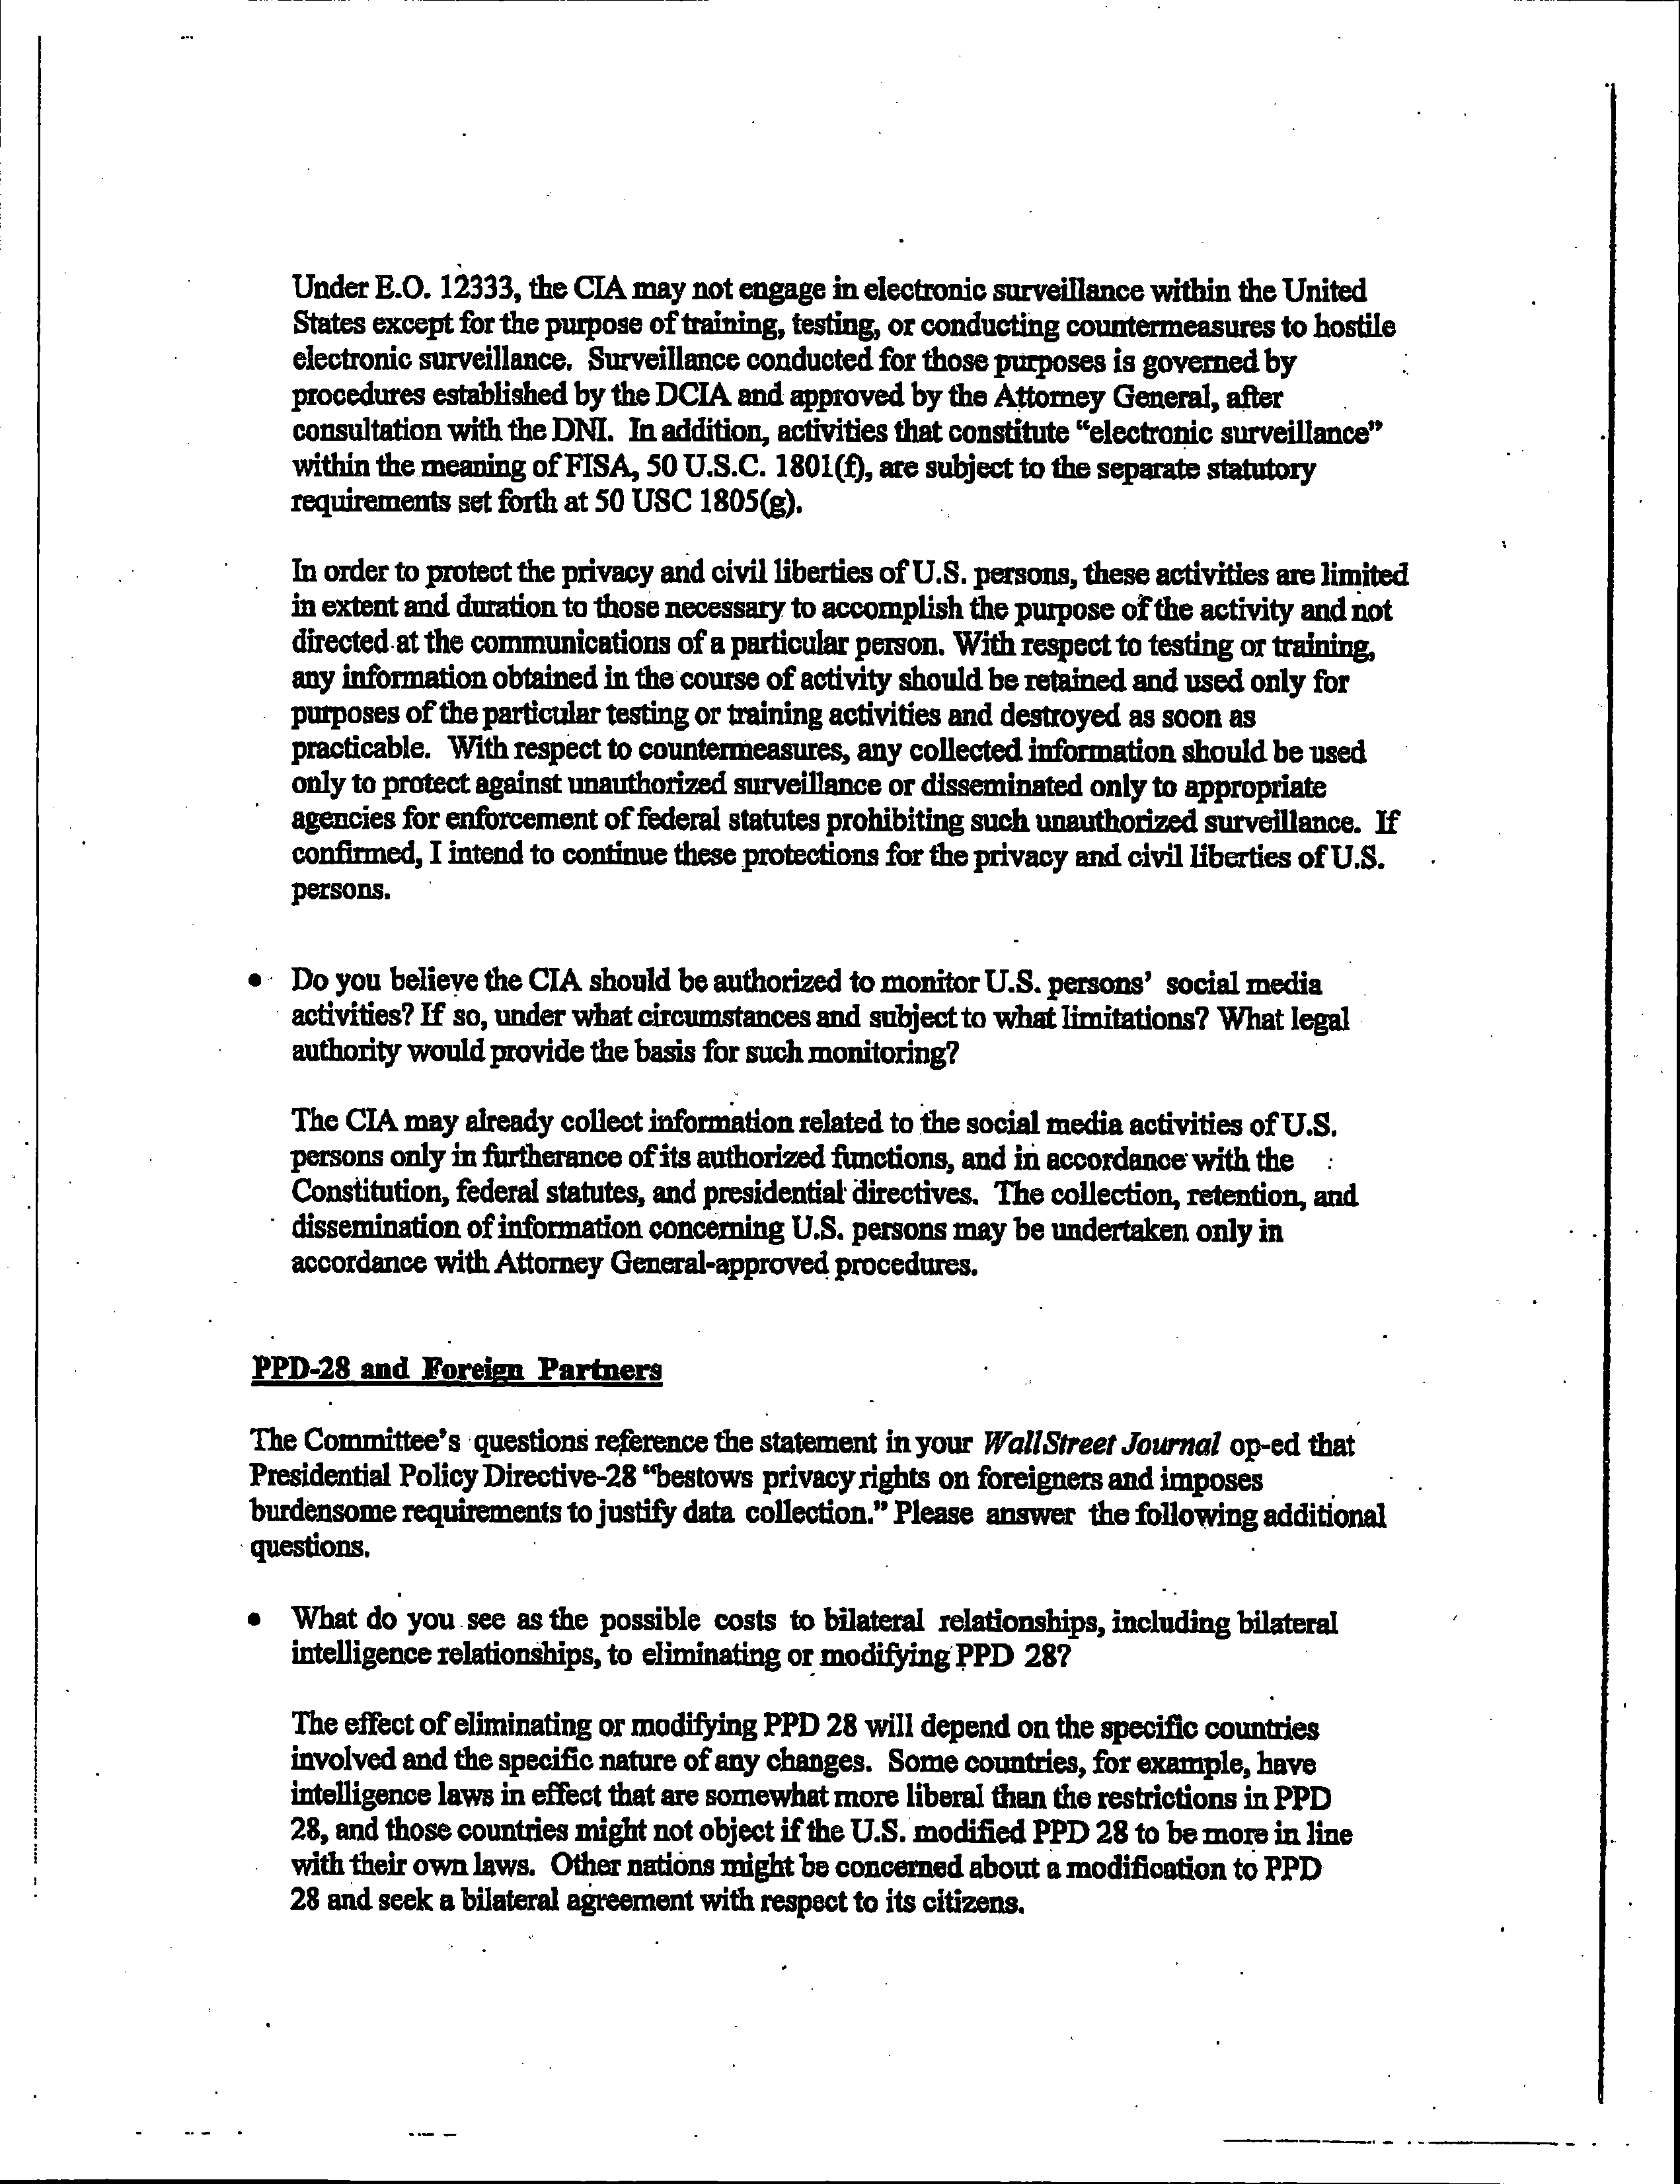 Under E.O. 12333, the CIA may not engage in electronic surveillance within the United
States except for the purpose of training, testing, or conducting countermeasures to hostile
electronic surveillance. Surveillance conducted for those purposes is governed by
procedures established by the DCIA and approved by the Attorney General, after
consultation with the DNI. In addition, activities that constitute “electronic surveillance”
within the meaning of FISA, 50 U.S.C. 1801(f), are subject to the separate statutory
requirements set forth at 50 USC 1805(g).
In order to protect the privacy and civil liberties of U.S. persons, these activities are limited
in extent and duration to those necessary to accomplish the purpose of the activity and not
directed at the communications of a particular person. With respect to testing or training,
any information obtained in the course of activity should be retained and used only for
purposes of the particular testing or training activities and destroyed as soon as
practicable. With respect to countermeasures, any collected information should be used
only to protect against unauthorized surveillance or disseminated only to appropriate
agencies for enforcement of federal statutes prohibiting such unauthorized surveillance. If
confirmed, I intend to continue these protections for the privacy and civil liberties of U.S.
persons.
• Do you believe the CIA should be authorized to monitor U.S. persons’ social media
activities? If so, under what circumstances and subject to what limitations? What legal
authority would provide the basis for such monitoring?
The CIA may already collect information related to the social media activities of U.S.
persons only in furtherance of its authorized functions, and in accordance with the
Constitution, federal statutes, and presidential directives. The collection, retention, and
dissemination of information concerning U.S. persons may be undertaken only in
accordance with Attorney General-approved procedures.
PPD-28 and Foreign Partners
The Committee’s questions reference the statement in your Wall Street Journal op-ed that
Presidential Policy Directive-28 “bestows privacy rights on foreigners and imposes
burdensome requirements to justify data collection.” Please answer the following additional
questions.
• What do you see as the possible costs to bilateral relationships, including bilateral
intelligence relationships, to eliminating or modifying PPD 28?
The effect of eliminating or modifying PPD 28 will depend on the specific countries
involved and the specific nature of any changes. Some countries, for example, have
intelligence laws in effect that are somewhat more liberal than the restrictions in PPD
28, and those countries might not object if the U.S. modified PPD 28 to be more in line
with their own laws. Other nations might be concerned about a modification to PPD
28 and seek a bilateral agreement with respect to its citizens.